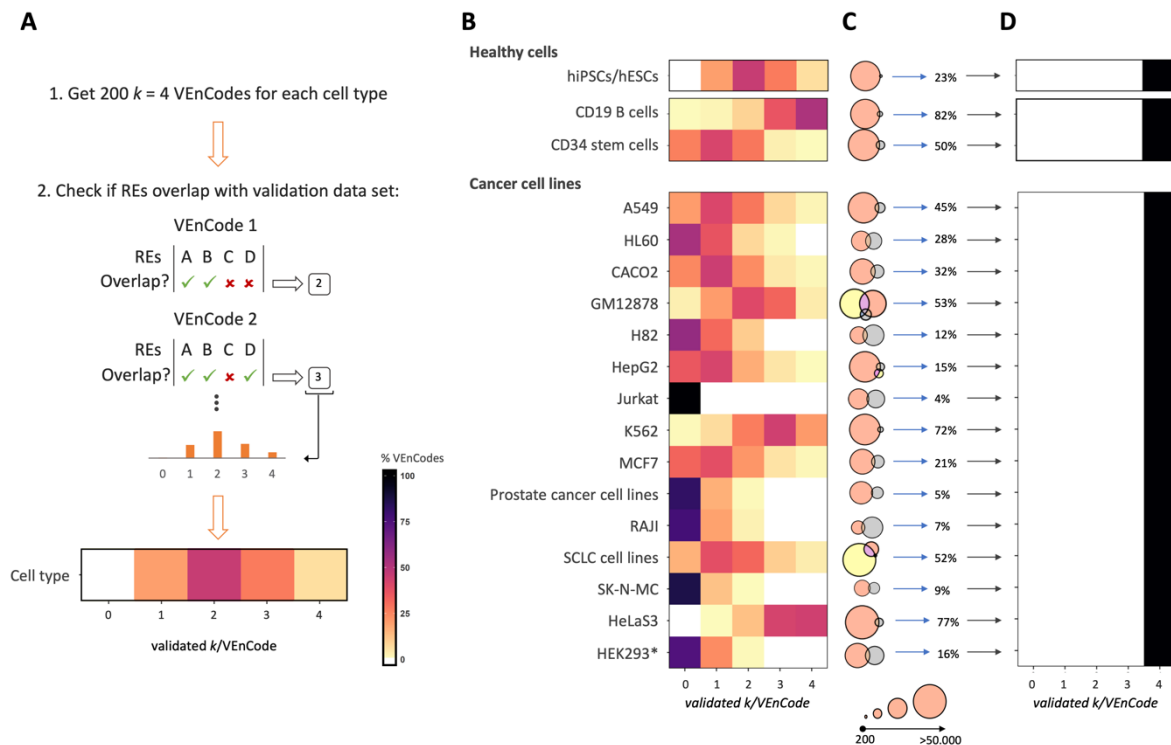 A
1. Get 200 k = 4 VEnCodes for each cell type
2. Check if REs overlap with validation data set:
VEnCode 1
REs A B C D
Overlap? ✓ ✓ ✘ ✘ 2
VEnCode 2
REs A B C D
Overlap? ✓ ✓ ✘ ✓ 3
0 1 2 3 4
% VEnCodes
100
75
50
25
0
Cell type
0 1 2 3 4
validated k/VEnCode
B C D
Healthy cells
hiPSCs/hESCs 23%
CD19 B cells 82%
CD34 stem cells 50%
Cancer cell lines
A549 45%
HL60 28%
CACO2 32%
GM12878 53%
H82 12%
HepG2 15%
Jurkat 4%
K562 72%
MCF7 21%
Prostate cancer cell lines 5%
RAJI 7%
SCLC cell lines 52%
SK-N-MC 9%
HeLaS3 77%
HEK293* 16%
0 1 2 3 4 0 1 2 3 4
validated k/VEnCode validated k/VEnCode
200 >50.000